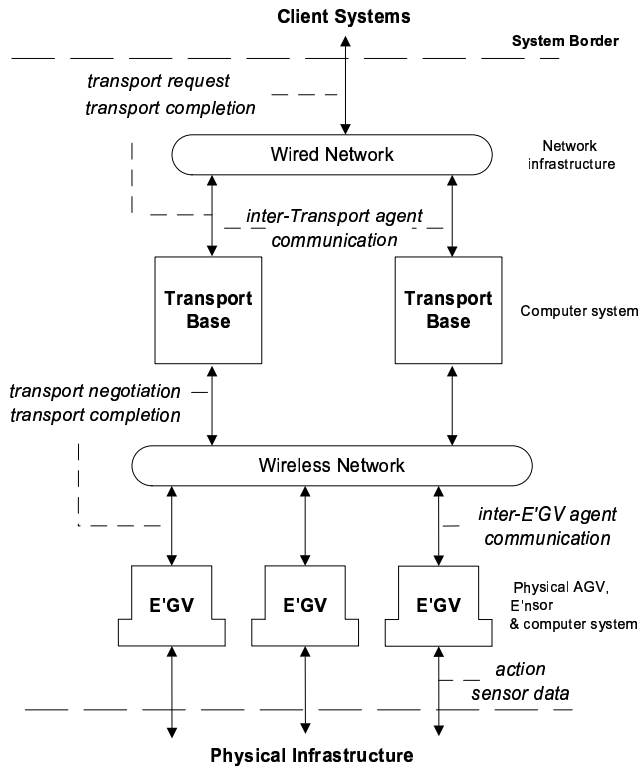 Client Systems
System Border
transport request
transport completion
Wired Network
Network
infrastructure
inter-Transport agent
communication
Transport
Base
Transport
Base
Computer system
transport negotiation
transport completion
Wireless Network
inter-E'GV agent
communication
E'GV
E'GV
E'GV
Physical AGV,
E'nsor
& computer system
action
sensor data
Physical Infrastructure